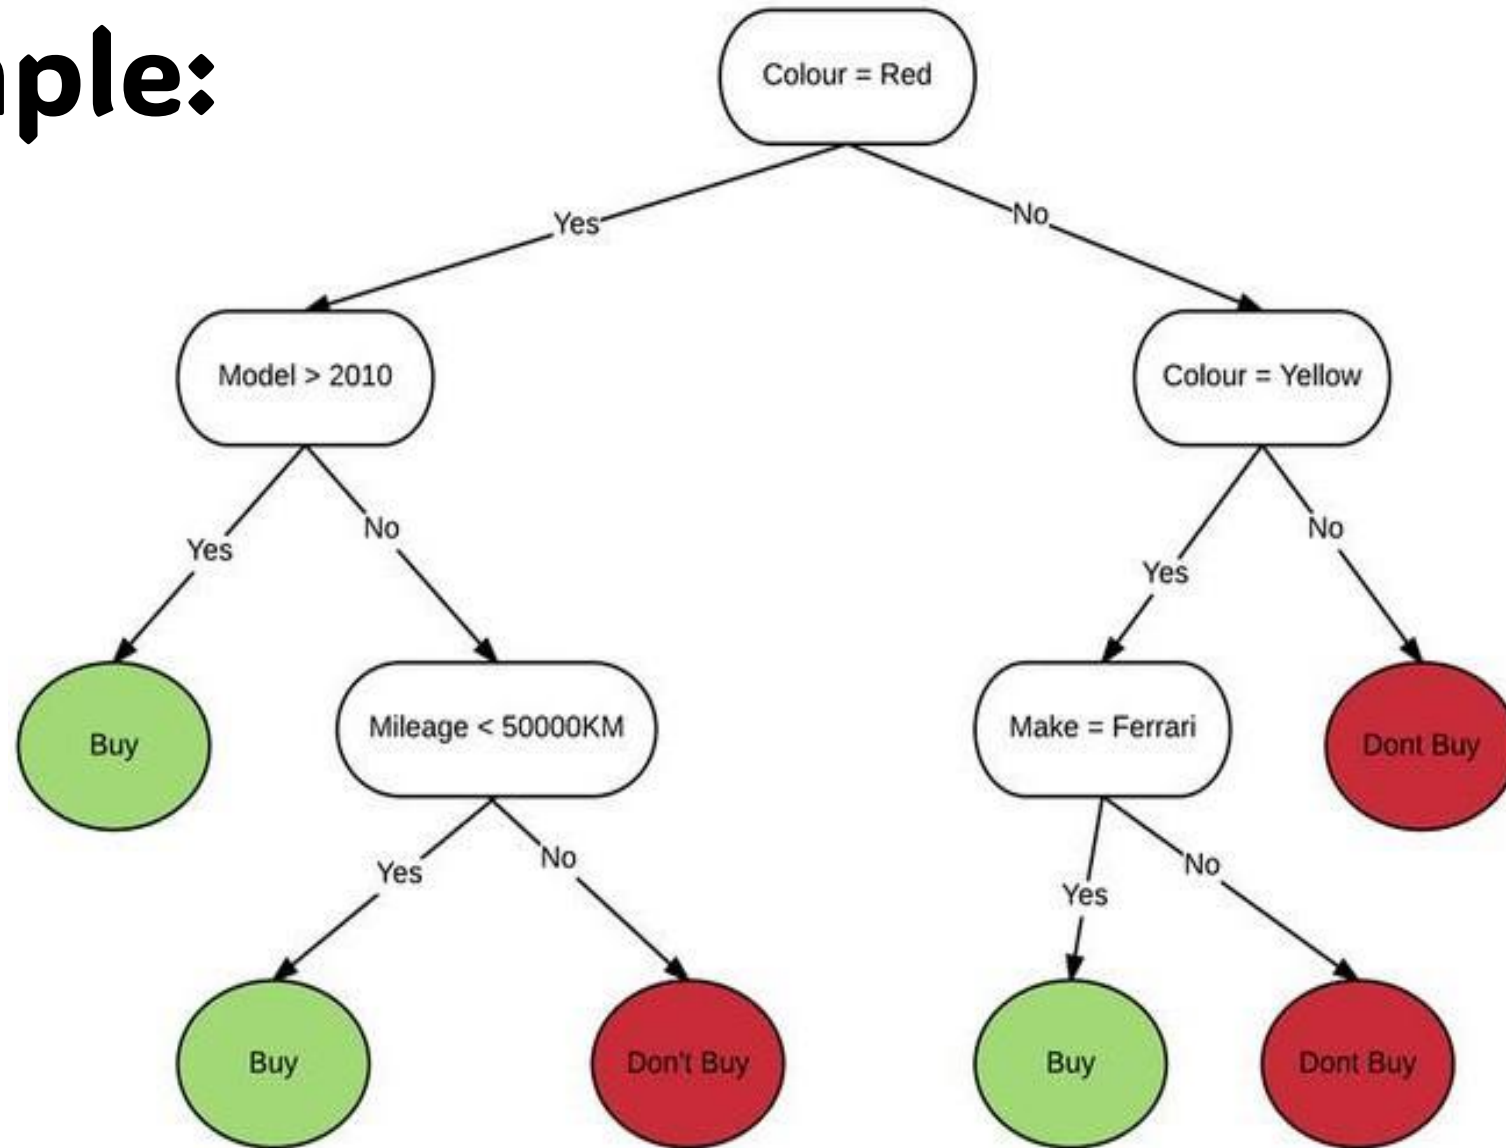 mple:
Colour = Red
Yes
No
Model > 2010
Colour = Yellow
Yes
No
Yes
No
Buy
Mileage < 50000KM
Make = Ferrari
Dont Buy
Yes
No
Yes
No
Buy
Don't Buy
Buy
Dont Buy